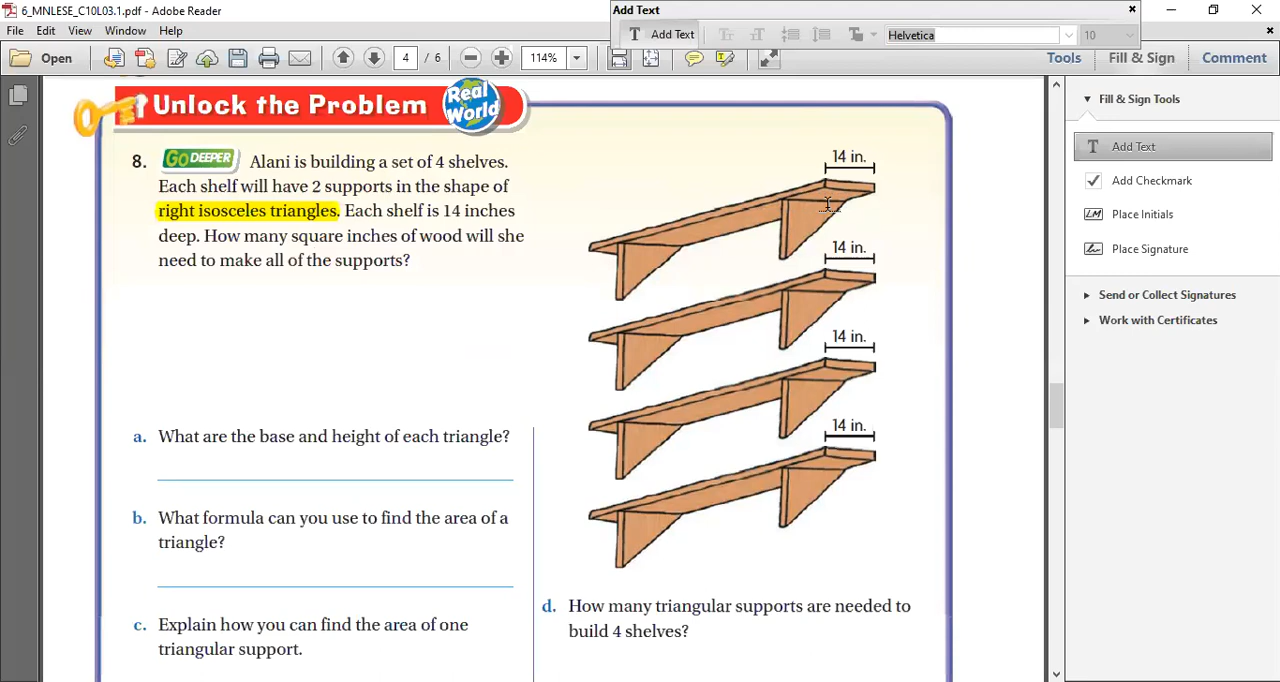 6_MNLESE_C10L03.1.pdf - Adobe Reader
Add Text
File Edit View Window Help
Add Text
Helvetica
10
Open
4 / 6
114%
Tools
Fill & Sign
Comment
Unlock the Problem
Real World
8. GO DEEPER Alani is building a set of 4 shelves.
Each shelf will have 2 supports in the shape of
right isosceles triangles. Each shelf is 14 inches
deep. How many square inches of wood will she
need to make all of the supports?
14 in.
14 in.
14 in.
14 in.
a. What are the base and height of each triangle?
b. What formula can you use to find the area of a
triangle?
c. Explain how you can find the area of one
triangular support.
d. How many triangular supports are needed to
build 4 shelves?
Fill & Sign Tools
Add Text
Add Checkmark
Place Initials
Place Signature
Send or Collect Signatures
Work with Certificates